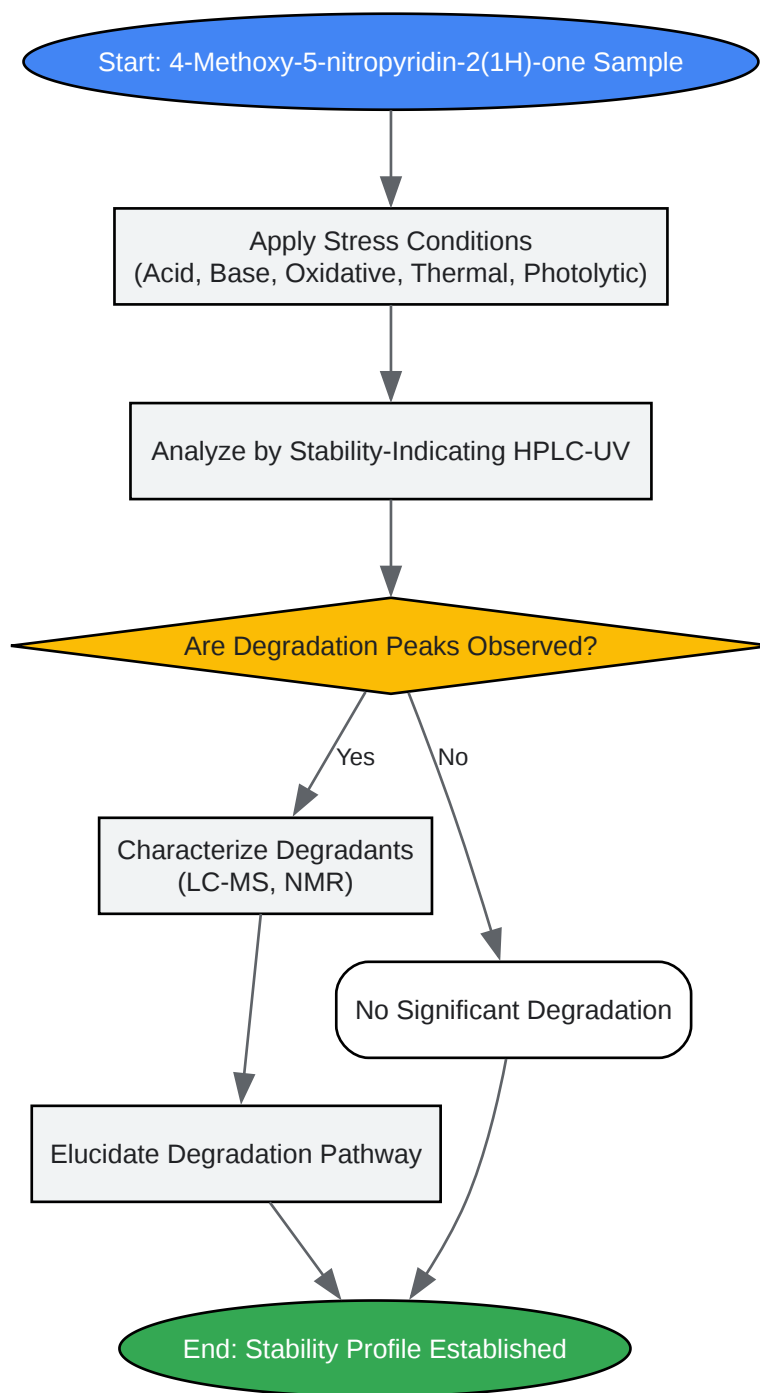 Start: 4-Methoxy-5-nitropyridin-2(1H)-one Sample
Apply Stress Conditions
(Acid, Base, Oxidative, Thermal, Photolytic)
Analyze by Stability-Indicating HPLC-UV
Are Degradation Peaks Observed?
Yes
No
Characterize Degradants
(LC-MS, NMR)
No Significant Degradation
Elucidate Degradation Pathway
End: Stability Profile Established